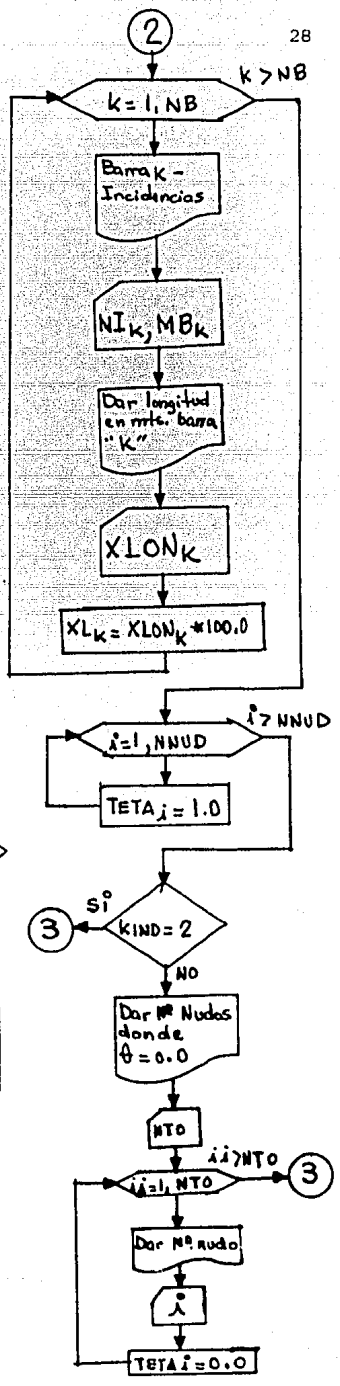 2
28
k > NB
k = 1, NB
Barra K -
Incidencias
NIK, MBK
Dar longitud
en mts. barra
"K"
XLONK
XLK = XLONK *100.0
i > NNUD
i=1, NNUD
TETAi = 1.0
Si
3
KIND = 2
NO
Dar Nº Nudos
donde
θ = 0.0
NTO
ii>NTO
3
ii=1, NTO
Dar Nº. nudo
i
TETAi = 0.0